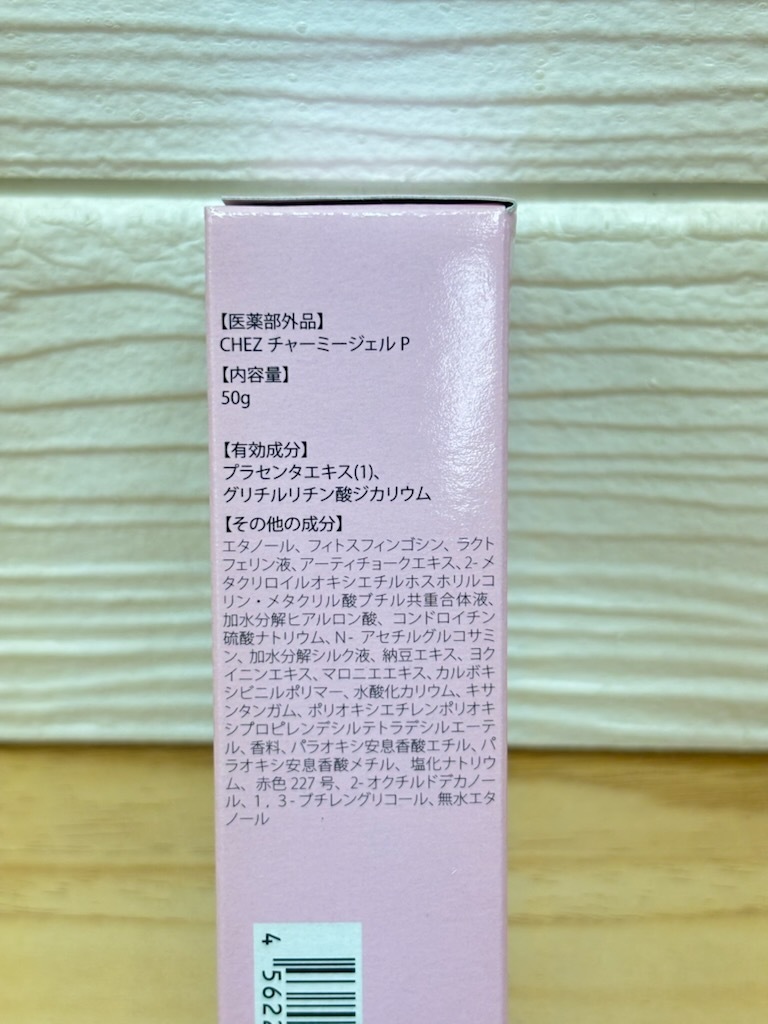 【医薬部外品】
CHEZ チャーミージェル P
【内容量】
50g
【有効成分】
プラセンタエキス(1)、
グリチルリチン酸ジカリウム
【その他の成分】
エタノール、フィトスフィンゴシン、ラクト
フェリン液、アーティチョークエキス、2-メ
タクリロイルオキシエチルホスホリルコ
リン・メタクリル酸ブチル共重合体液、
加水分解ヒアルロン酸、コンドロイチン
硫酸ナトリウム、N- アセチルグルコサミ
ン、加水分解シルク液、納豆エキス、ヨク
イニンエキス、マロニエエキス、カルボキ
シビニルポリマー、水酸化カリウム、キサ
ンタンガム、ポリオキシエチレンポリオキ
シプロピレンデシルテトラデシルエーテ
ル、香料、パラオキシ安息香酸エチル、パ
ラオキシ安息香酸メチル、塩化ナトリウ
ム、赤色 227 号、2-オクチルドデカノー
ル、1，3-ブチレングリコール、無水エタ
ノール
4 562